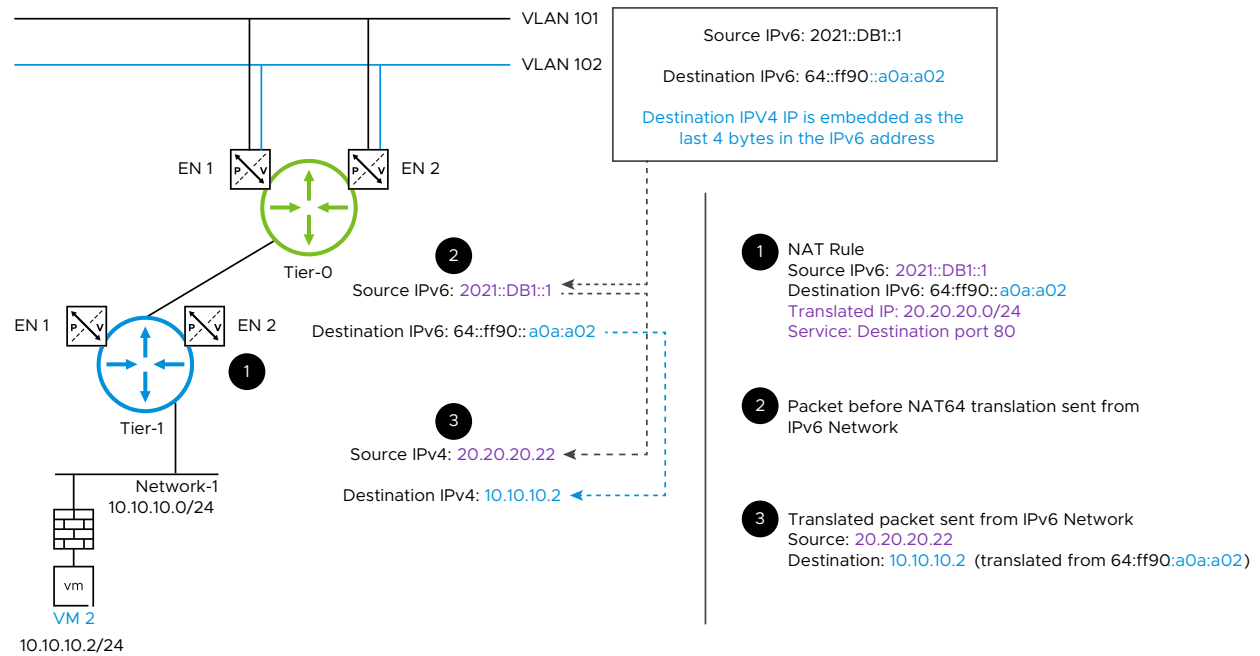 VLAN 101
VLAN 102
Source IPv6: 2021::DB1::1
Destination IPv6: 64::ff90::a0a:a02
Destination IPV4 IP is embedded as the
last 4 bytes in the IPv6 address
EN 1
P V
P V
EN 2
Tier-0
EN 1
P V
P V
EN 2
1
Tier-1
Network-1
10.10.10.0/24
vm
VM 2
10.10.10.2/24
2
Source IPv6: 2021::DB1::1
Destination IPv6: 64::ff90::a0a:a02
3
Source IPv4: 20.20.20.22
Destination IPv4: 10.10.10.2
1 NAT Rule
Source IPv6: 2021::DB1::1
Destination IPv6: 64:ff90::a0a:a02
Translated IP: 20.20.20.0/24
Service: Destination port 80
2 Packet before NAT64 translation sent from
IPv6 Network
3 Translated packet sent from IPv6 Network
Source: 20.20.20.22
Destination: 10.10.10.2 (translated from 64:ff90::a0a:a02)